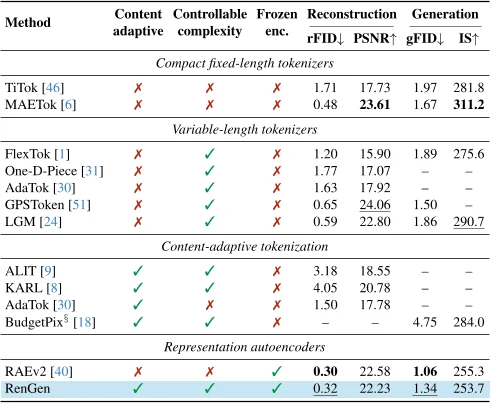 Method Content adaptive Controllable complexity Frozen enc. Reconstruction Generation
rFID↓ PSNR↑ gFID↓ IS↑
Compact fixed-length tokenizers
TiTok [46] ✗ ✗ ✗ 1.71 17.73 1.97 281.8
MAETok [6] ✗ ✗ ✗ 0.48 23.61 1.67 311.2
Variable-length tokenizers
FlexTok [1] ✗ ✓ ✗ 1.20 15.90 1.89 275.6
One-D-Piece [31] ✗ ✓ ✗ 1.77 17.07 – –
AdaTok [30] ✗ ✓ ✗ 1.63 17.92 – –
GPSToken [51] ✗ ✓ ✗ 0.65 24.06 1.50 –
LGM [24] ✗ ✓ ✗ 0.59 22.80 1.86 290.7
Content-adaptive tokenization
ALIT [9] ✓ ✓ ✗ 3.18 18.55 – –
KARL [8] ✓ ✓ ✗ 4.05 20.78 – –
AdaTok [30] ✓ ✗ ✗ 1.50 17.78 – –
BudgetPix§ [18] ✓ ✓ ✗ – – 4.75 284.0
Representation autoencoders
RAEv2 [40] ✗ ✗ ✓ 0.30 22.58 1.06 255.3
RenGen ✓ ✓ ✓ 0.32 22.23 1.34 253.7